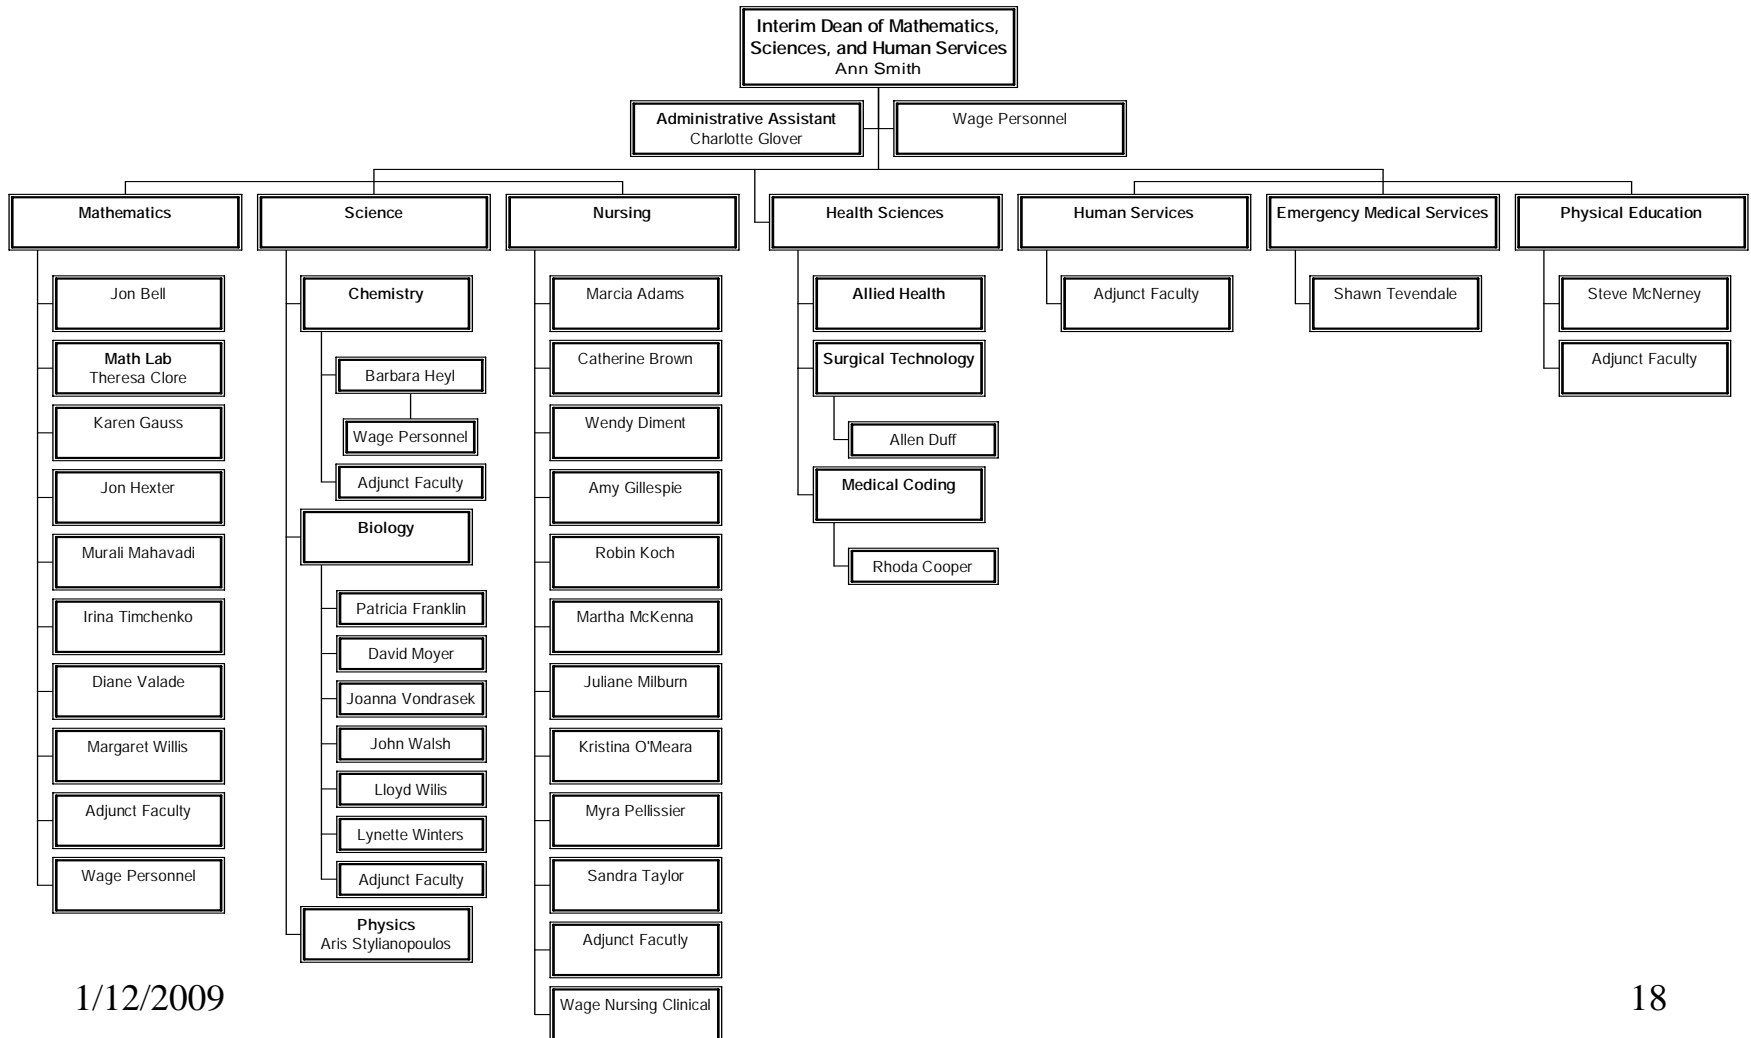 Interim Dean of Mathematics,
Sciences, and Human Services
Ann Smith
Administrative Assistant
Charlotte Glover
Wage Personnel
Mathematics
Jon Bell
Math Lab
Theresa Clore
Karen Gauss
Jon Hexter
Murali Mahavadi
Irina Timchenko
Diane Valade
Margaret Willis
Adjunct Faculty
Wage Personnel
Science
Chemistry
Barbara Heyl
Wage Personnel
Adjunct Faculty
Biology
Patricia Franklin
David Moyer
Joanna Vondrasek
John Walsh
Lloyd Wilis
Lynette Winters
Adjunct Faculty
Physics
Aris Stylianopoulos
Nursing
Marcia Adams
Catherine Brown
Wendy Diment
Amy Gillespie
Robin Koch
Martha McKenna
Juliane Milburn
Kristina O'Meara
Myra Pellissier
Sandra Taylor
Adjunct Facutly
Wage Nursing Clinical
Health Sciences
Allied Health
Surgical Technology
Allen Duff
Medical Coding
Rhoda Cooper
Human Services
Adjunct Faculty
Emergency Medical Services
Shawn Tevendale
Physical Education
Steve McNerney
Adjunct Faculty
1/12/2009
18